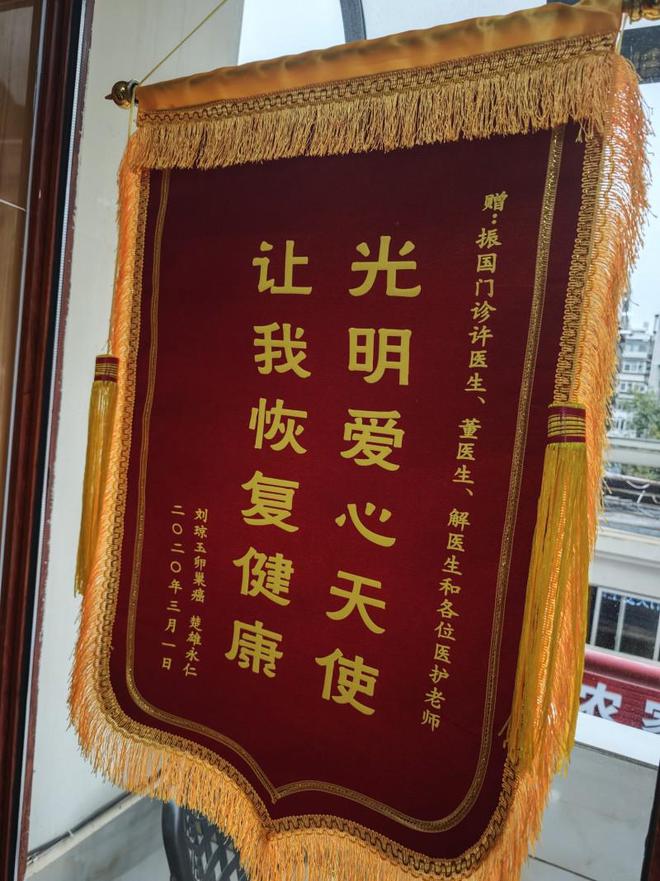 赠：振国门诊许医生、董医生、解医生和各位医护老师
光明爱心天使
让我恢复健康
刘琼玉卵巢癌 楚雄永仁
二〇二〇年三月一日
农家